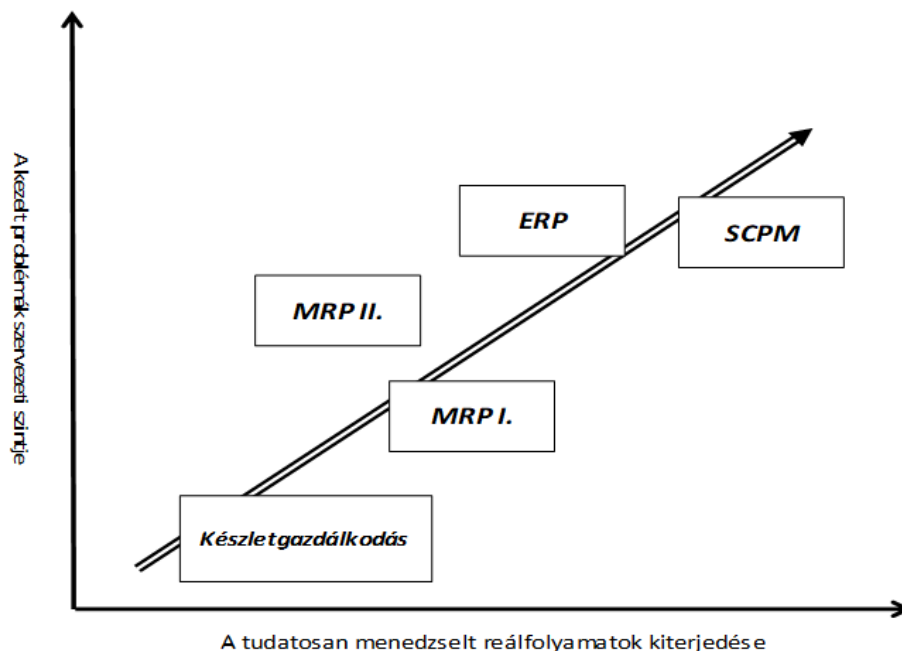 A kezelt problémák szervezeti szintje
ERP
SCPM
MRP II.
MRP I.
Készletgazdálkodás
A tudatosan menedzselt reálfolyamatok kiterjedése